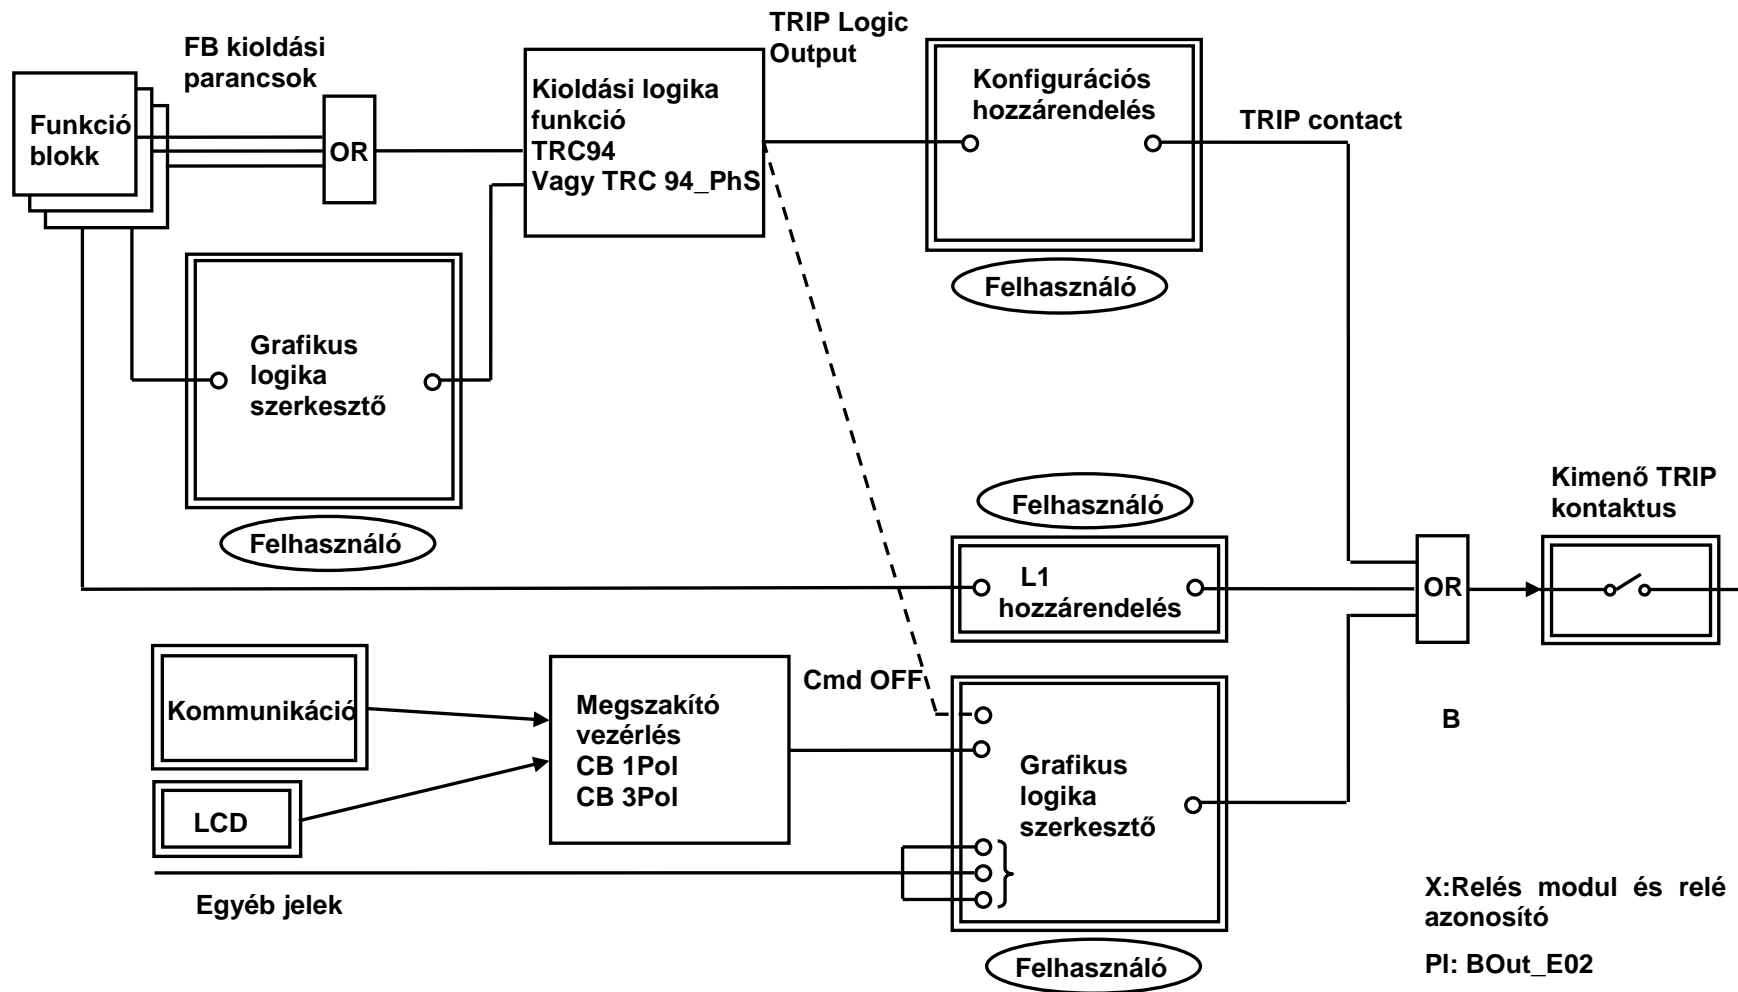 TRIP Logic
Output
FB kioldási
parancsok
Funkció
blokk
OR
Kioldási logika
funkció
TRC94
Vagy TRC 94_PhS
Konfigurációs
hozzárendelés
TRIP contact
Felhasználó
Grafikus
logika
szerkesztő
Felhasználó
Felhasználó
L1
hozzárendelés
OR
Kimenő TRIP
kontaktus
Kommunikáció
LCD
Megszakító
vezérlés
CB 1Pol
CB 3Pol
Cmd OFF
Grafikus
logika
szerkesztő
B
Egyéb jelek
Felhasználó
X:Relés modul és relé
azonosító
Pl: BOut_E02